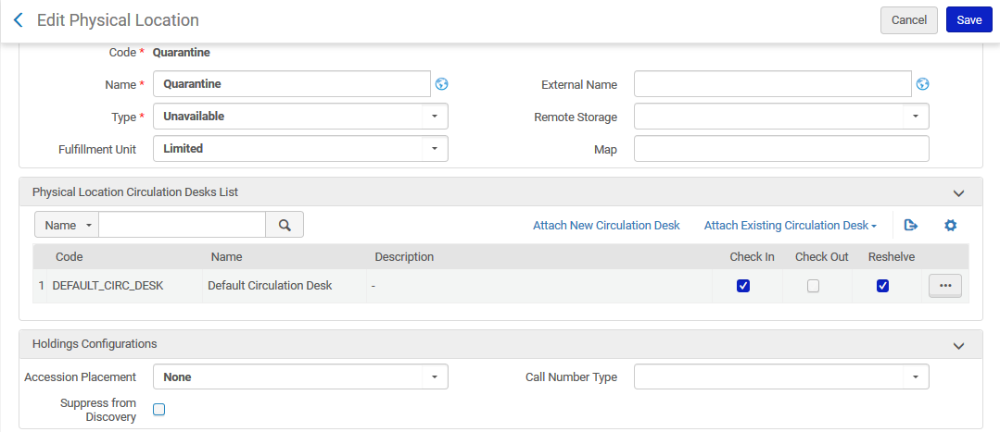 Edit Physical Location
Cancel
Save
Code * Quarantine
Name * Quarantine
External Name
Type * Unavailable
Remote Storage
Fulfillment Unit Limited
Map
Physical Location Circulation Desks List
Name
Attach New Circulation Desk
Attach Existing Circulation Desk
Code Name Description Check In Check Out Reshelve
1 DEFAULT_CIRC_DESK Default Circulation Desk -
Holdings Configurations
Accession Placement None
Call Number Type
Suppress from
Discovery